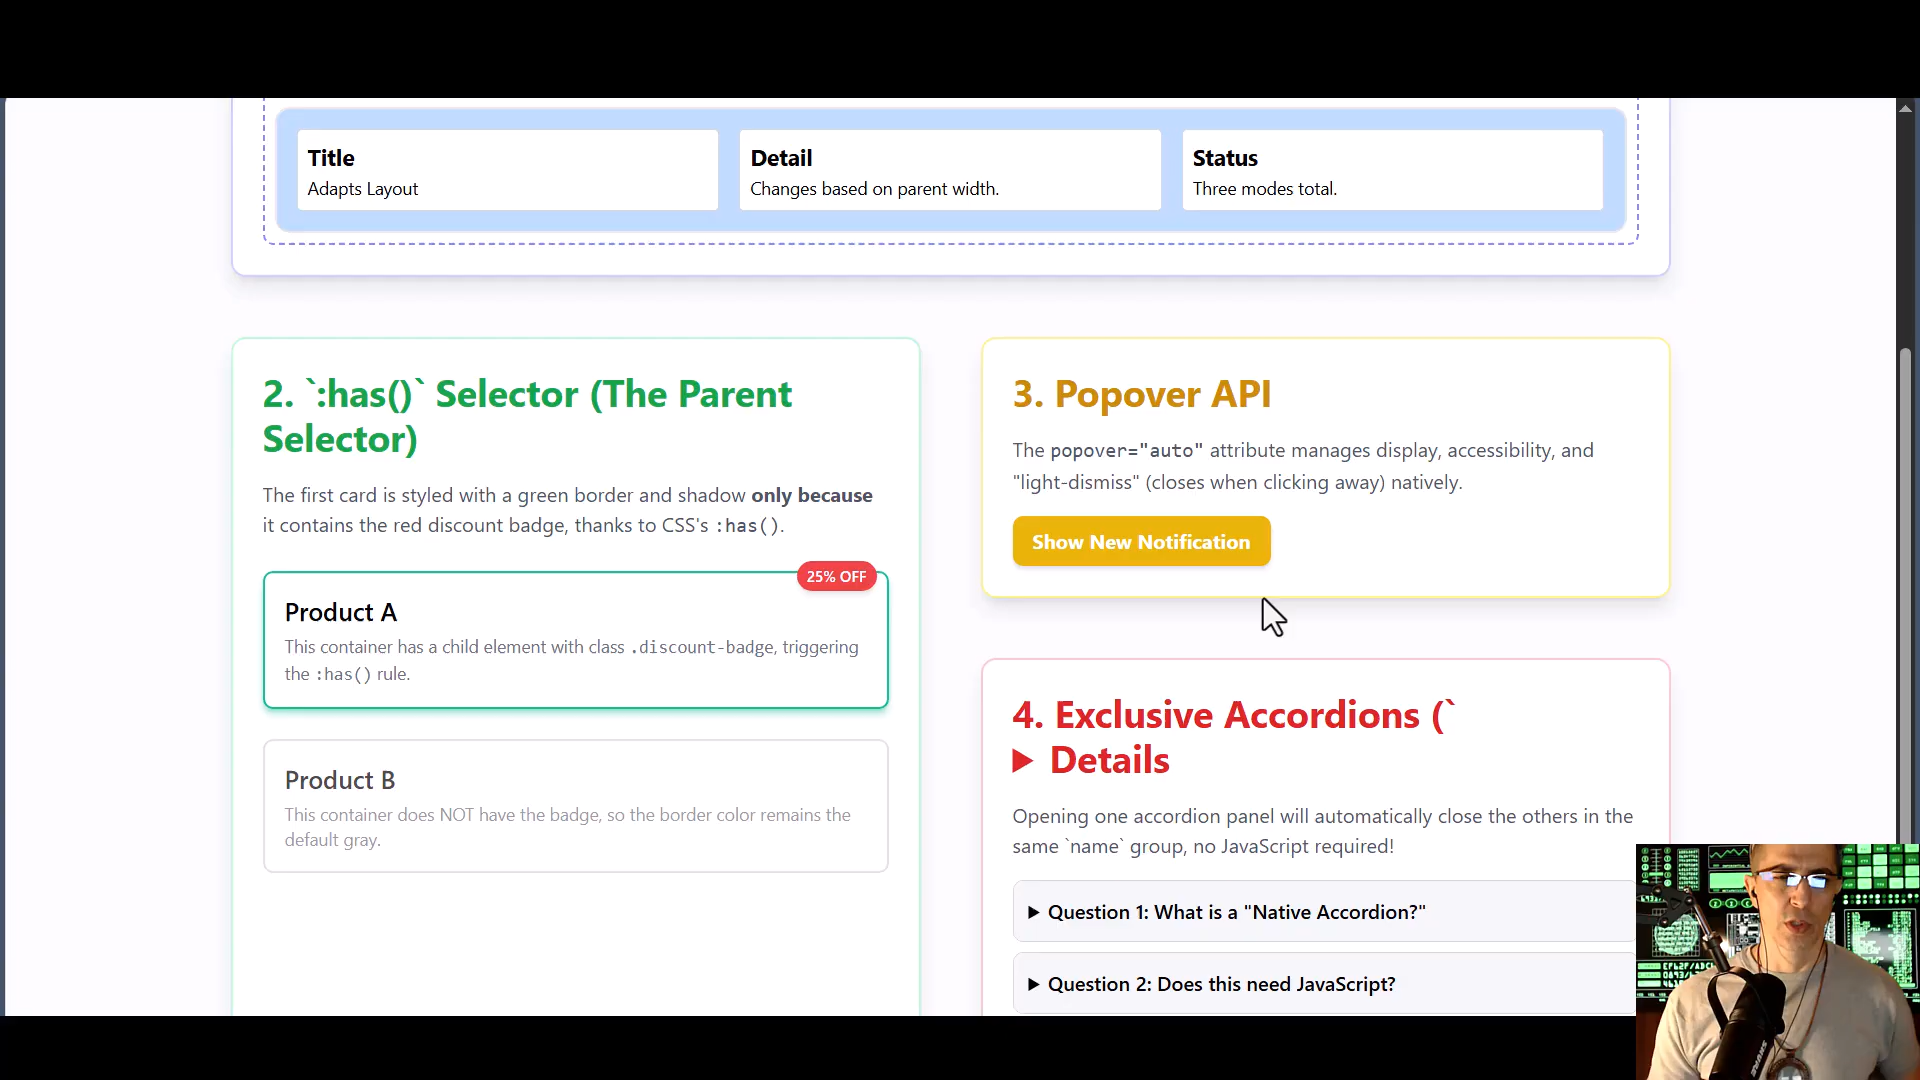 Title
Adapts Layout
Detail
Changes based on parent width.
Status
Three modes total.
2. `:has()` Selector (The Parent
Selector)
The first card is styled with a green border and shadow only because
it contains the red discount badge, thanks to CSS's :has().
25% OFF
Product A
This container has a child element with class .discount-badge, triggering
the :has() rule.
Product B
This container does NOT have the badge, so the border color remains the
default gray.
3. Popover API
The popover="auto" attribute manages display, accessibility, and
"light-dismiss" (closes when clicking away) natively.
Show New Notification
4. Exclusive Accordions (`
▶ Details
Opening one accordion panel will automatically close the others in the
same `name` group, no JavaScript required!
▶ Question 1: What is a "Native Accordion?"
▶ Question 2: Does this need JavaScript?